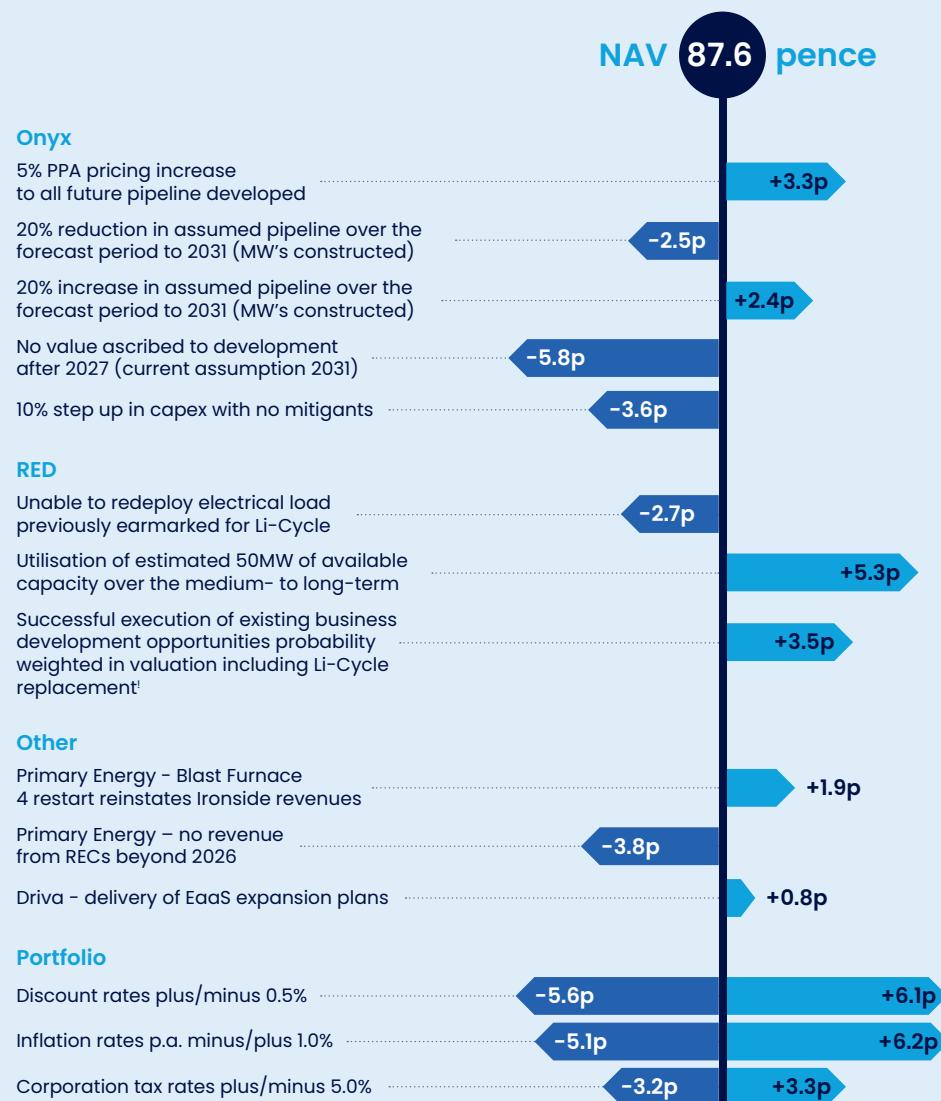 NAV 87.6 pence
Onyx
5% PPA pricing increase
to all future pipeline developed
+3.3p
20% reduction in assumed pipeline over the
forecast period to 2031 (MW’s constructed)
-2.5p
20% increase in assumed pipeline over the
forecast period to 2031 (MW’s constructed)
+2.4p
No value ascribed to development
after 2027 (current assumption 2031)
-5.8p
10% step up in capex with no mitigants
-3.6p
RED
Unable to redeploy electrical load
previously earmarked for Li-Cycle
-2.7p
Utilisation of estimated 50MW of available
capacity over the medium- to long-term
+5.3p
Successful execution of existing business
development opportunities probability
weighted in valuation including Li-Cycle
replacement¹
+3.5p
Other
Primary Energy - Blast Furnace
4 restart reinstates Ironside revenues
+1.9p
Primary Energy – no revenue
from RECs beyond 2026
-3.8p
Driva - delivery of EaaS expansion plans
+0.8p
Portfolio
Discount rates plus/minus 0.5%
-5.6p
+6.1p
Inflation rates p.a. minus/plus 1.0%
-5.1p
+6.2p
Corporation tax rates plus/minus 5.0%
-3.2p
+3.3p